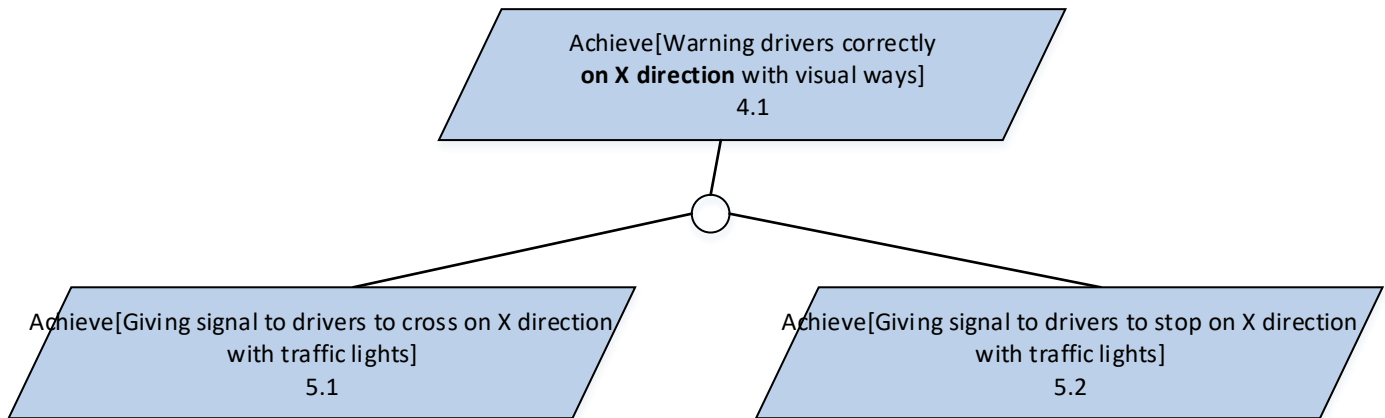 Achieve[Warning drivers correctly
on X direction with visual ways]
4.1
Achieve[Giving signal to drivers to cross on X direction
with traffic lights]
5.1
Achieve[Giving signal to drivers to stop on X direction
with traffic lights]
5.2